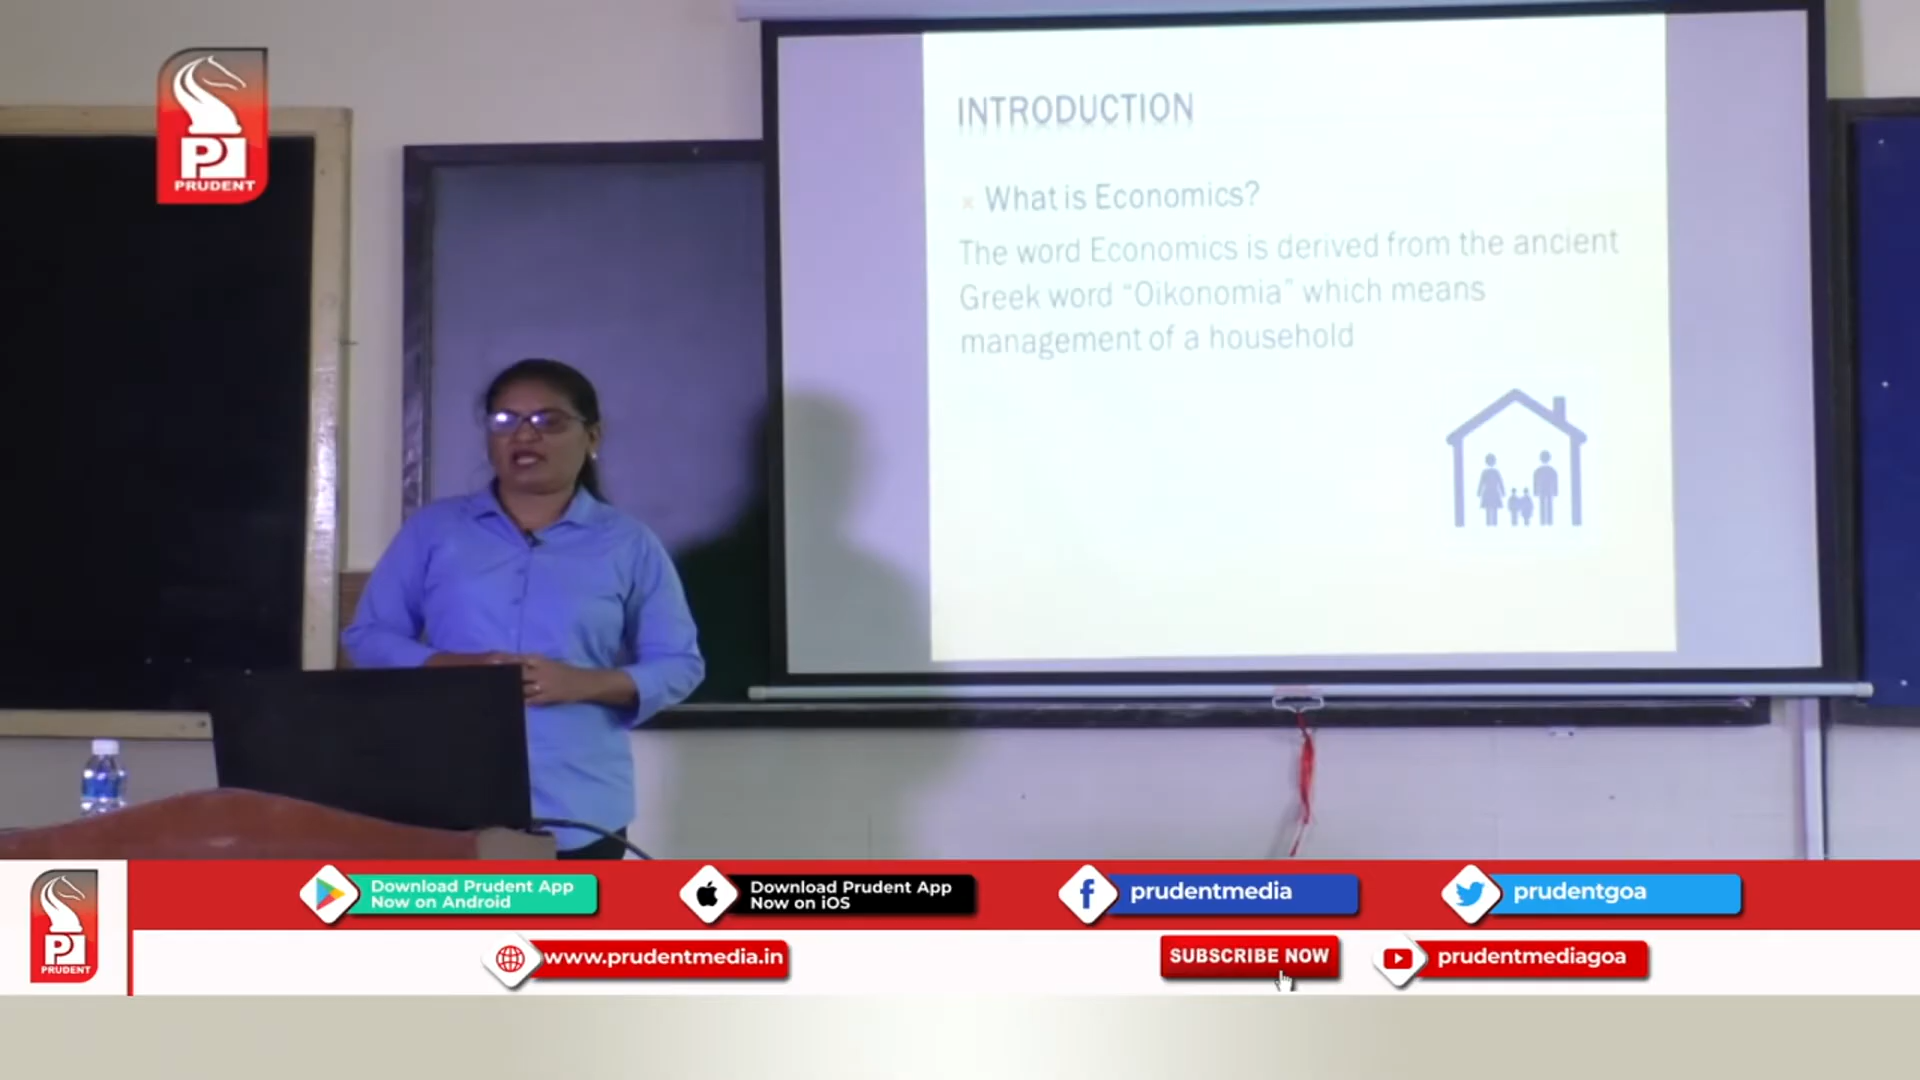 PRUDENT
INTRODUCTION
What is Economics?
The word Economics is derived from the ancient
Greek word “Oikonomia” which means
management of a household
PRUDENT
Download Prudent App
Now on Android
Download Prudent App
Now on iOS
prudentmedia
prudentgoa
www.prudentmedia.in
SUBSCRIBE NOW
prudentmediagoa